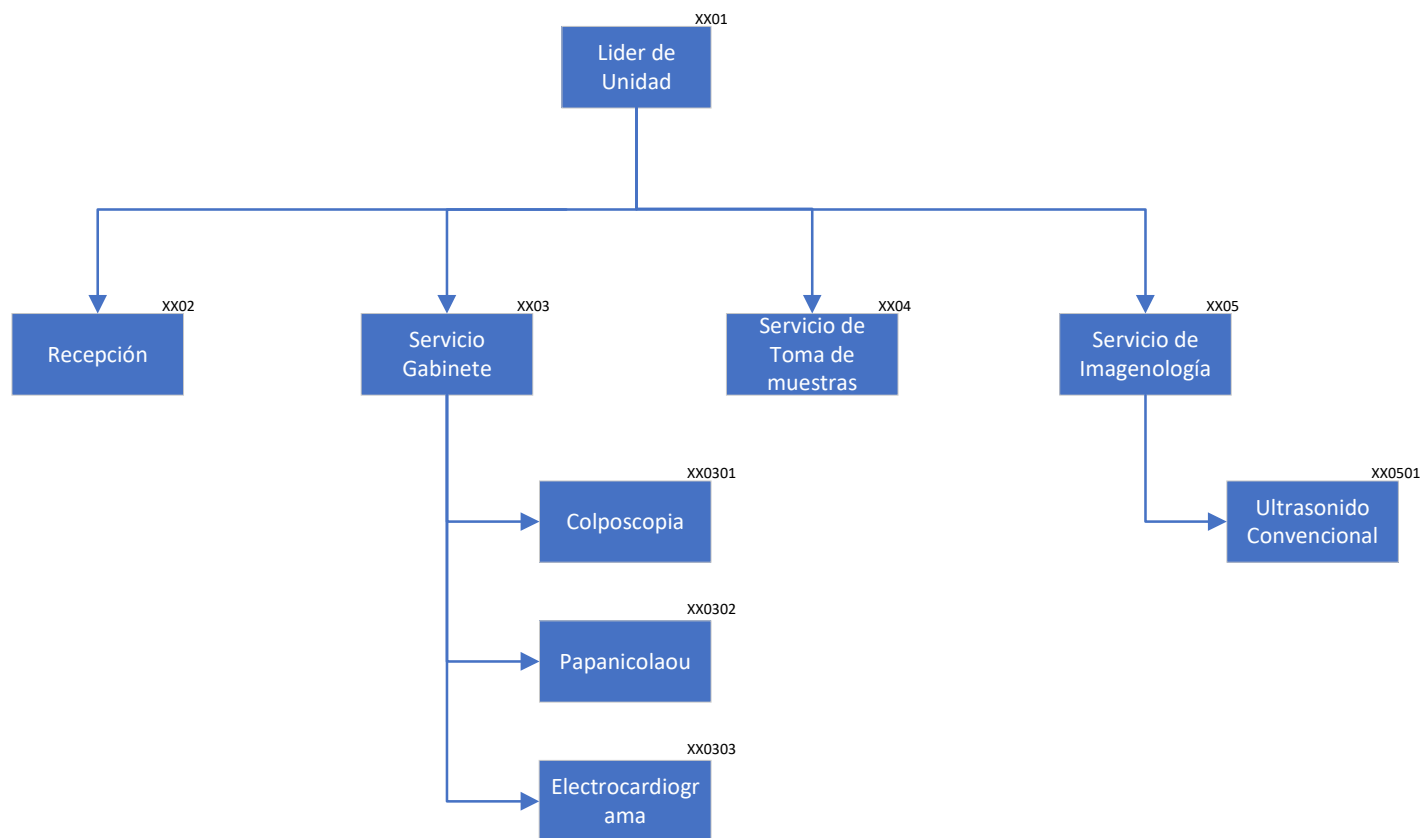 XX01
Lider de
Unidad
XX02
Recepción
XX03
Servicio
Gabinete
XX04
Servicio de
Toma de
muestras
XX05
Servicio de
Imagenología
XX0301
Colposcopia
XX0302
Papanicolaou
XX0303
Electrocardiogr
ama
XX0501
Ultrasonido
Convencional